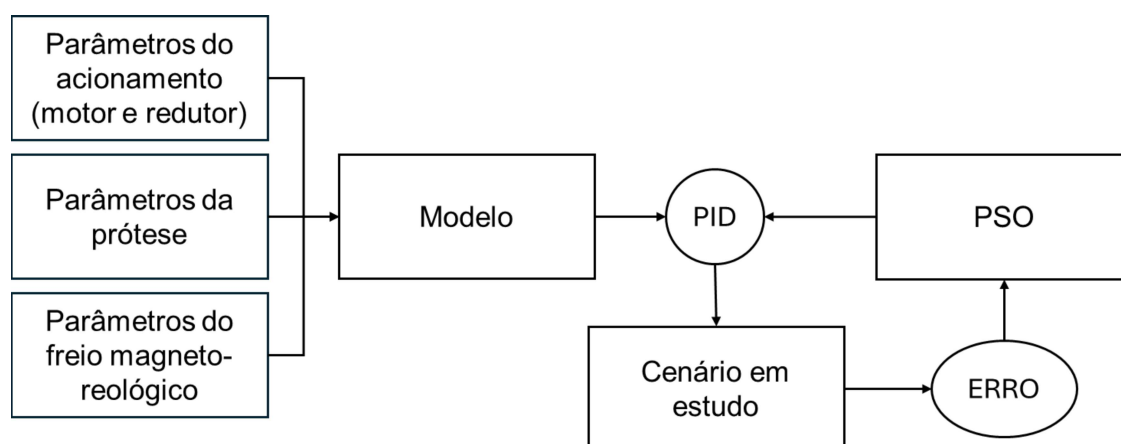 Parâmetros do
acionamento
(motor e redutor)
Parâmetros da
prótese
Parâmetros do
freio magneto-
reológico
Modelo
PID
PSO
Cenário em
estudo
ERRO